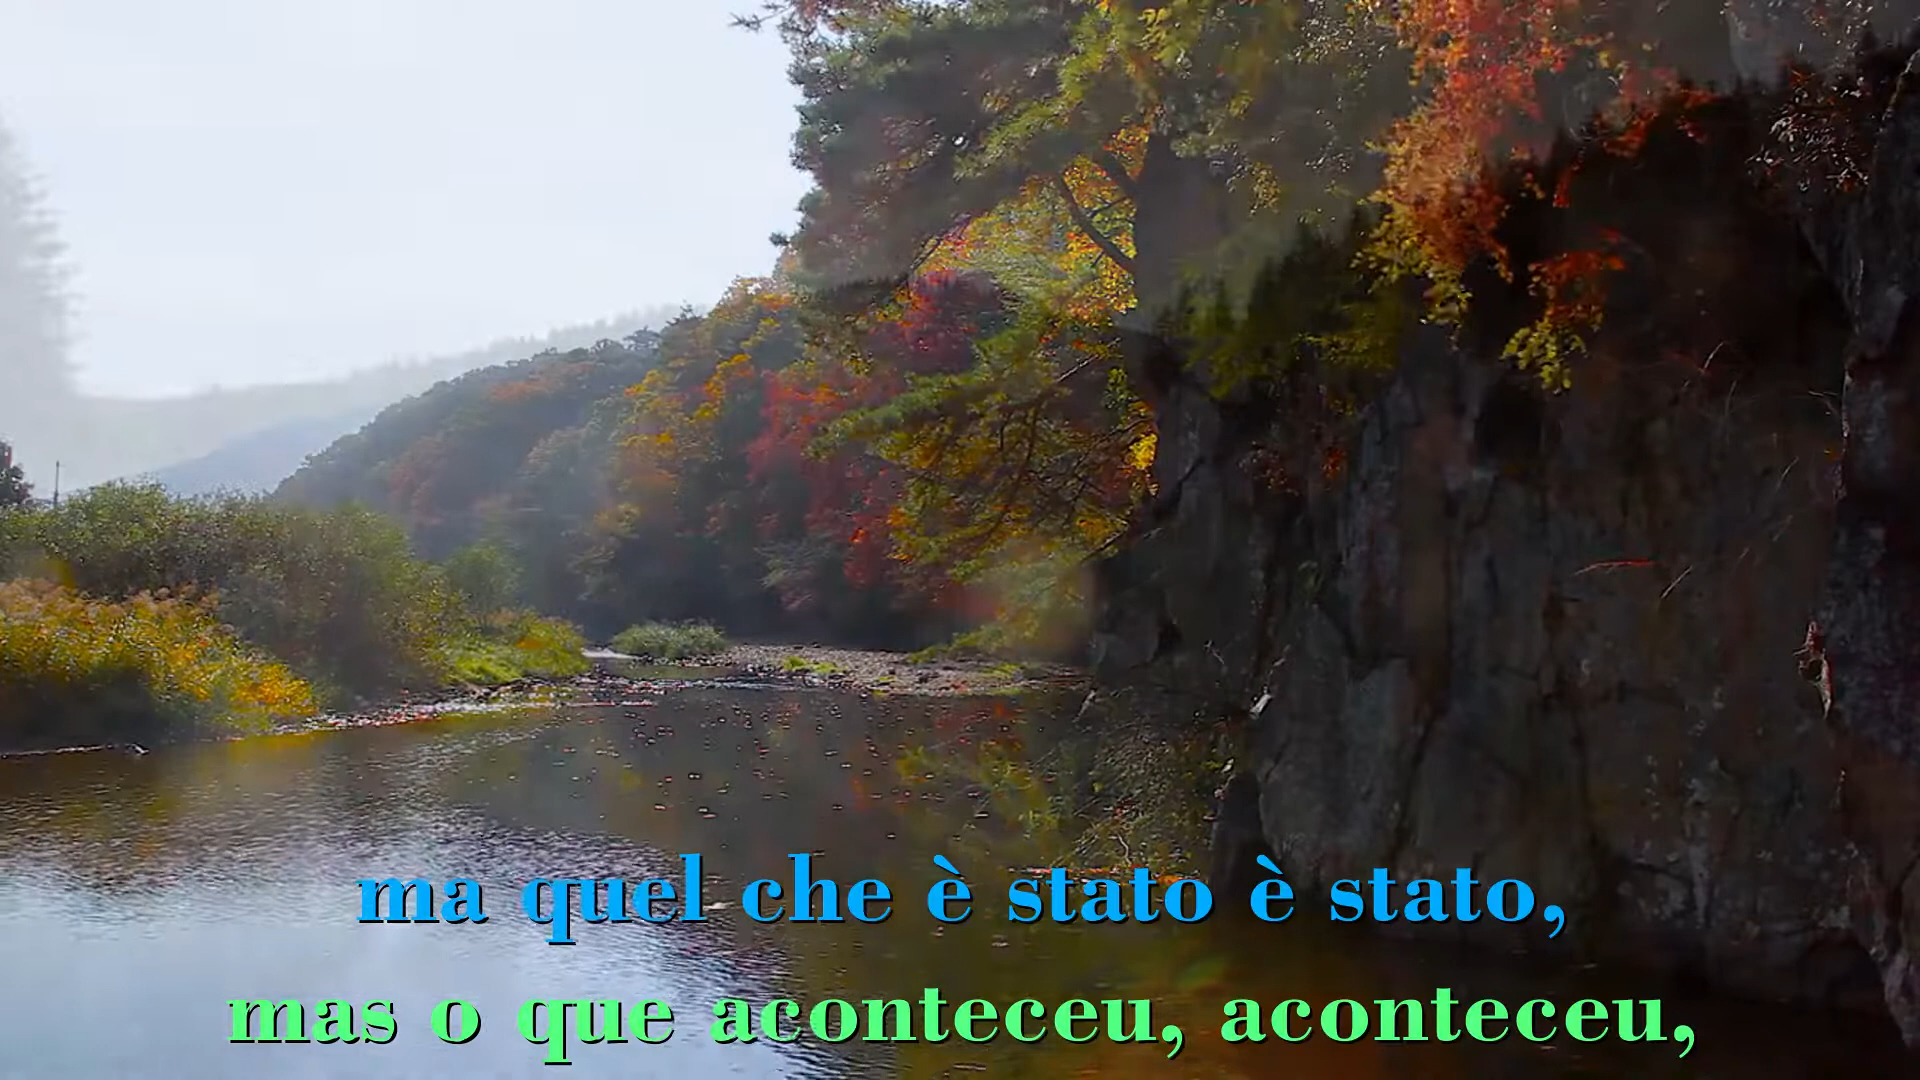 ma quel che è stato è stato,
mas o que aconteceu, aconteceu,